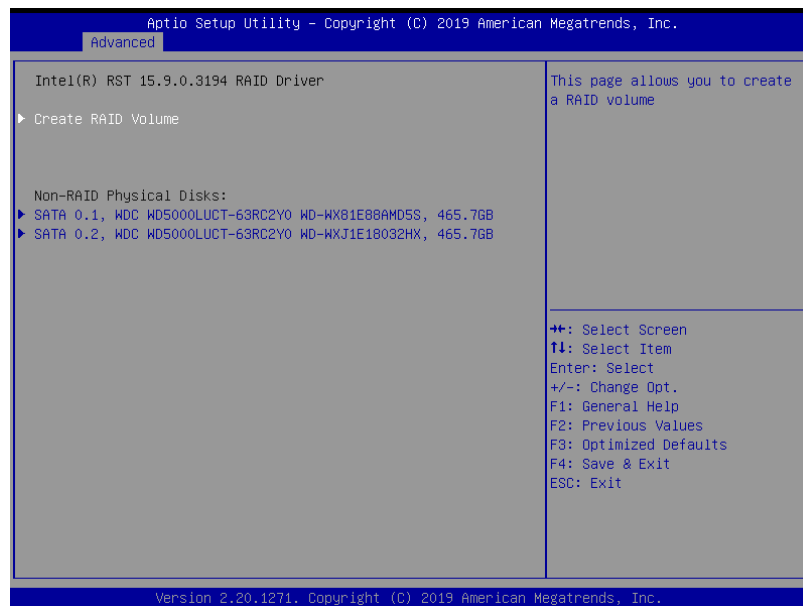 Aptio Setup Utility – Copyright (C) 2019 American Megatrends, Inc.
Advanced
Intel(R) RST 15.9.0.3194 RAID Driver
▶ Create RAID Volume
Non-RAID Physical Disks:
▶ SATA 0.1, WDC WD5000LUCT-63RC2Y0 WD-WX81E88AMD5S, 465.7GB
▶ SATA 0.2, WDC WD5000LUCT-63RC2Y0 WD-WXJ1E18032HX, 465.7GB
This page allows you to create
a RAID volume
→←: Select Screen
↑↓: Select Item
Enter: Select
+/-: Change Opt.
F1: General Help
F2: Previous Values
F3: Optimized Defaults
F4: Save & Exit
ESC: Exit
Version 2.20.1271. Copyright (C) 2019 American Megatrends, Inc.